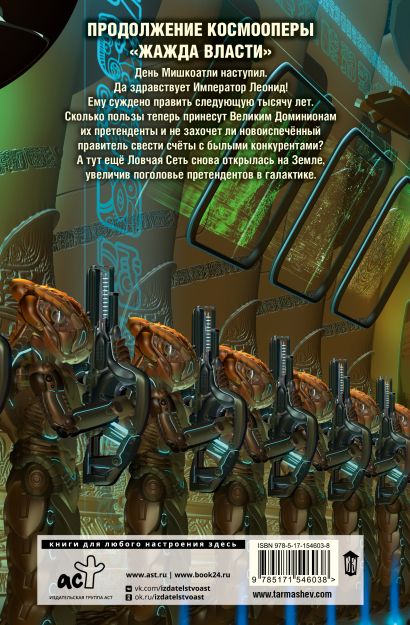 ПРОДОЛЖЕНИЕ КОСМООПЕРЫ
«ЖАЖДА ВЛАСТИ»
День Мишкоатли наступил.
Да здравствует Император Леонид!
Ему суждено править следующую тысячу лет.
Сколько пользы теперь принесут Великим Доминионам
их претенденты и не захочет ли новоиспечённый
правитель свести счёты с былыми конкурентами?
А тут ещё Ловчая Сеть снова открылась на Земле,
увеличив поголовье претендентов в галактике.
книги для любого настроения здесь
аст
ИЗДАТЕЛЬСКАЯ ГРУППА АСТ
www.ast.ru | www.book24.ru
vk.com/izdatelstvoast
ok.ru/izdatelstvoast
ISBN 978-5-17-154603-8
9 785171 546038 >
www.tarmashev.com